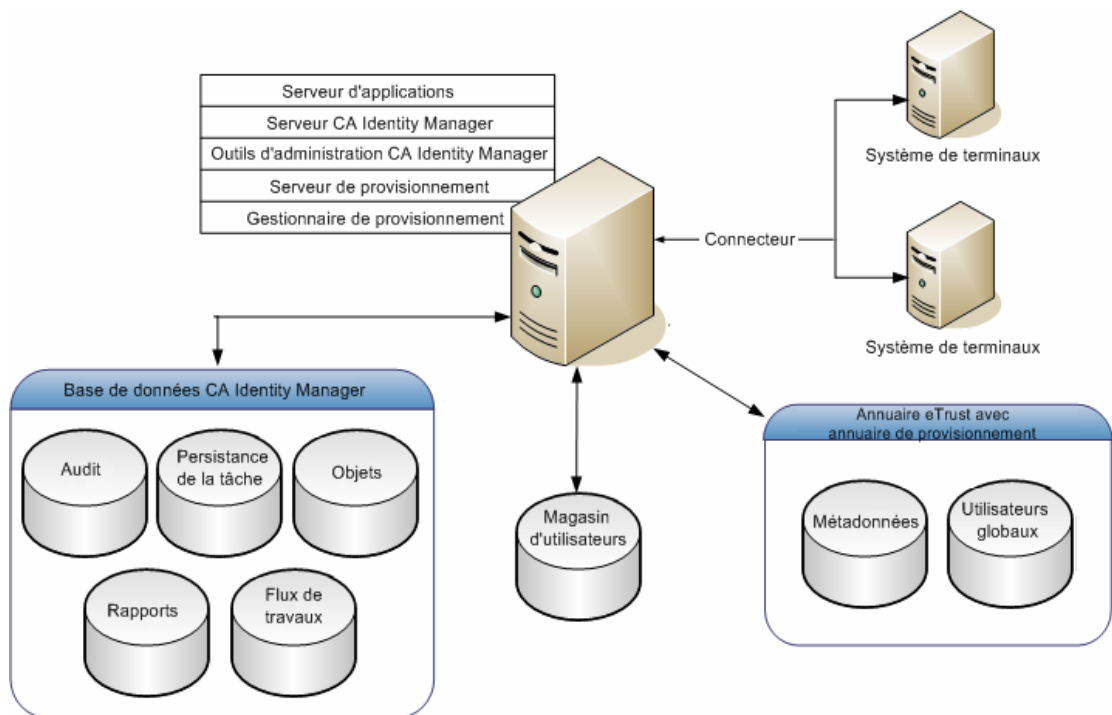 Serveur d'applications
Serveur CA Identity Manager
Outils d'administration CA Identity Manager
Serveur de provisionnement
Gestionnaire de provisionnement
Système de terminaux
Connecteur
Système de terminaux
Base de données CA Identity Manager
Audit
Persistance
de la tâche
Objets
Rapports
Flux de
travaux
Magasin
d'utilisateurs
Annuaire eTrust avec
annuaire de provisionnement
Métadonnées
Utilisateurs
globaux